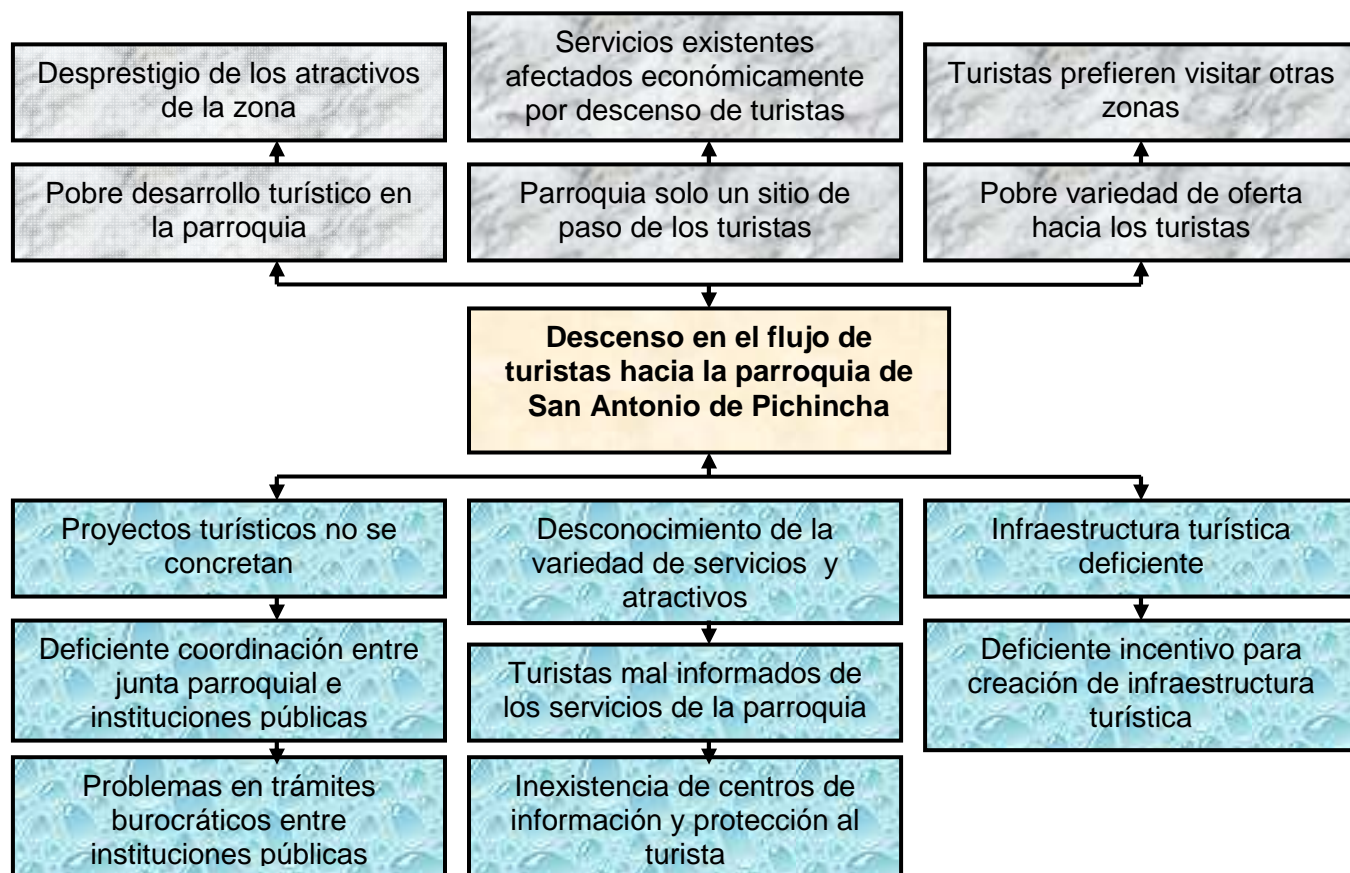 Desprestigio de los atractivos
de la zona
Servicios existentes
afectados económicamente
por descenso de turistas
Turistas prefieren visitar otras
zonas
Pobre desarrollo turístico en
la parroquia
Parroquia solo un sitio de
paso de los turistas
Pobre variedad de oferta
hacia los turistas
Descenso en el flujo de
turistas hacia la parroquia de
San Antonio de Pichincha
Proyectos turísticos no se
concretan
Desconocimiento de la
variedad de servicios y
atractivos
Infraestructura turística
deficiente
Deficiente coordinación entre
junta parroquial e
instituciones públicas
Turistas mal informados de
los servicios de la parroquia
Deficiente incentivo para
creación de infraestructura
turística
Problemas en trámites
burocráticos entre
instituciones públicas
Inexistencia de centros de
información y protección al
turista